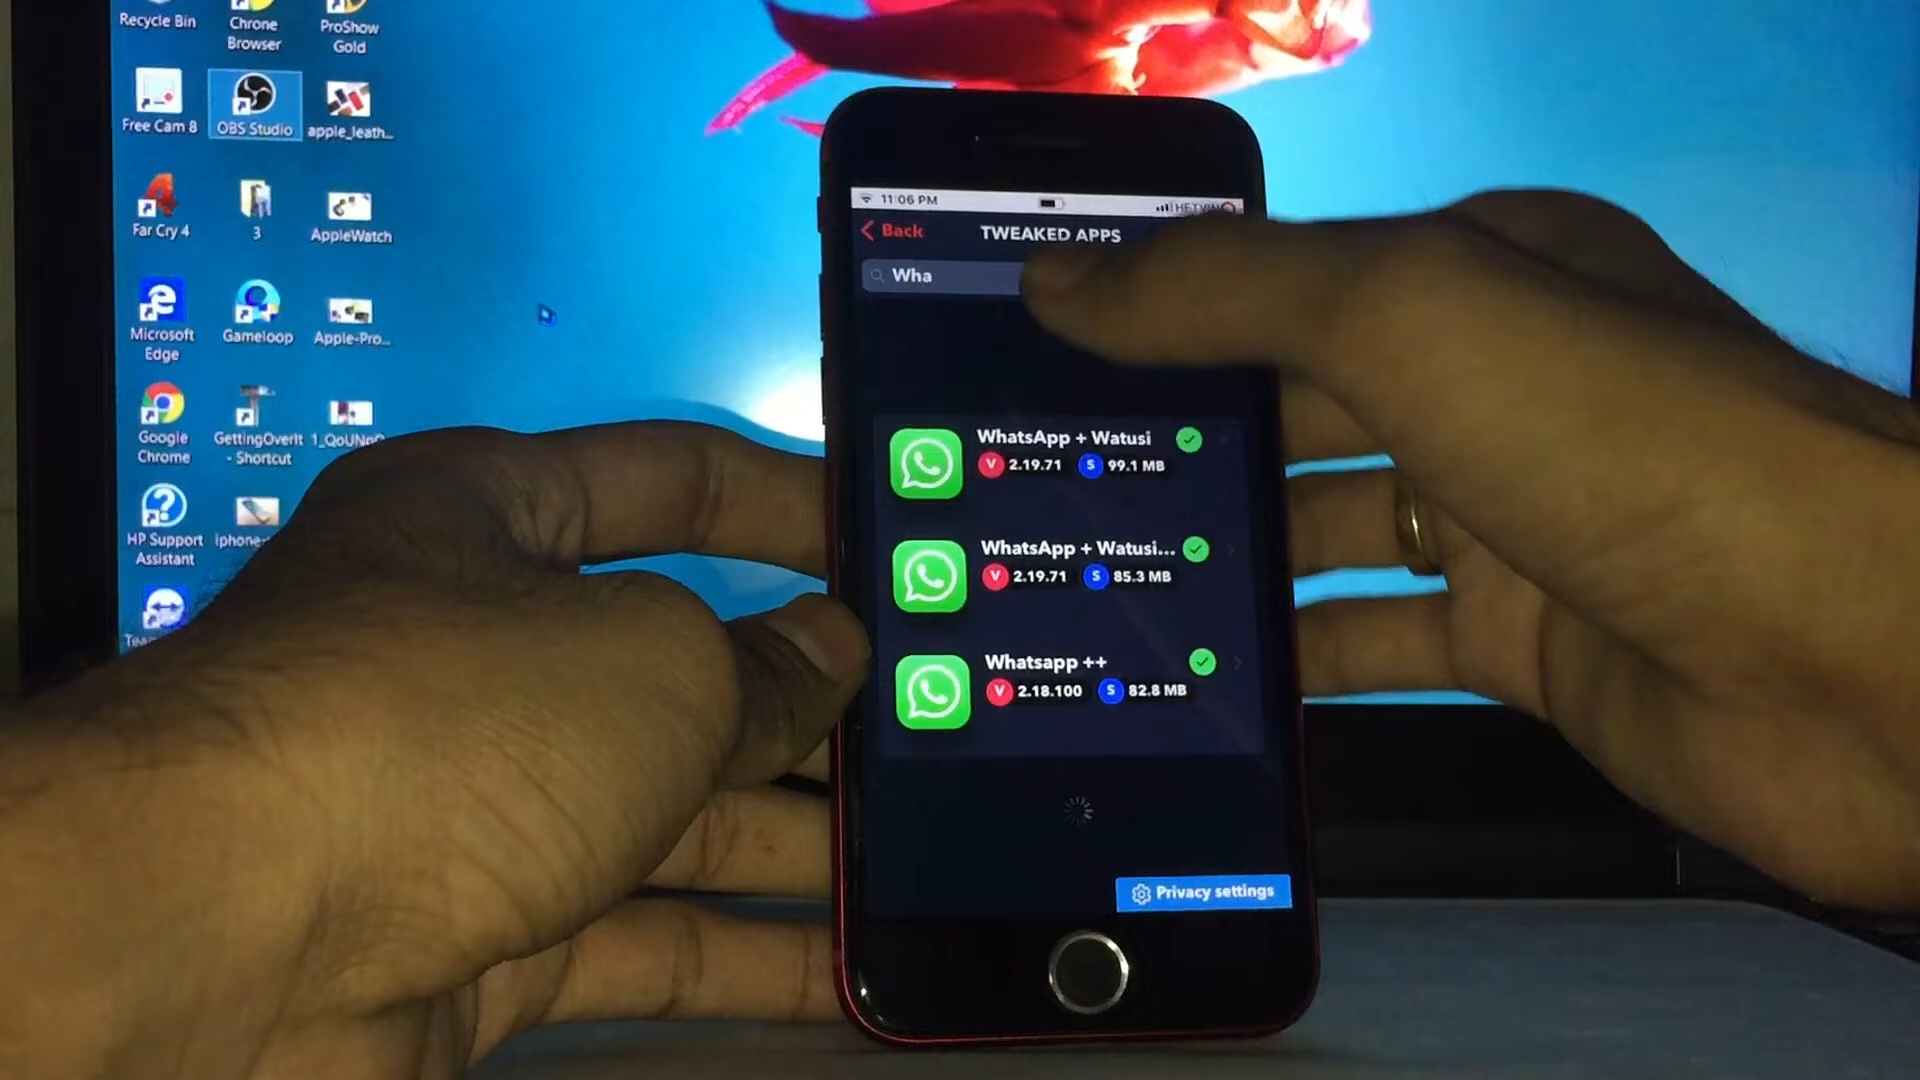 Recycle Bin
Chrome
Browser
ProShow
Gold
Free Cam 8
OBS Studio
apple_leath...
Far Cry 4
3
AppleWatch
Microsoft
Edge
Gameloop
Apple-Pro...
Google
Chrome
GettingOverIt
- Shortcut
HP Support
Assistant
11:06 PM
Back
TWEAKED APPS
Wha
WhatsApp + Watusi
V 2.19.71 S 99.1 MB
WhatsApp + Watusi...
V 2.19.71 S 85.3 MB
Whatsapp ++
V 2.18.100 S 82.8 MB
Privacy settings